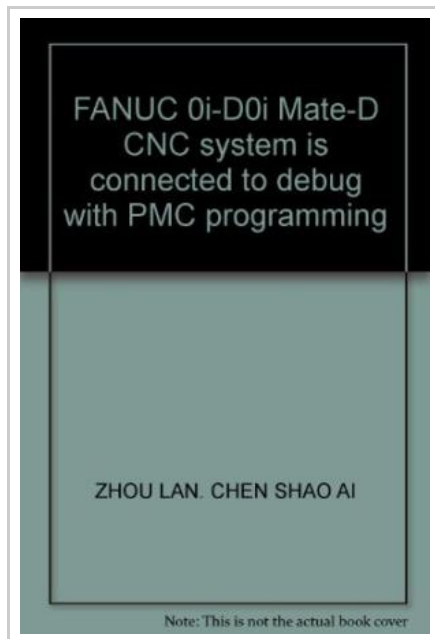 FANUC 0i-D0i Mate-D
CNC system is
connected to debug
with PMC programming
ZHOU LAN. CHEN SHAO AI
Note: This is not the actual book cover